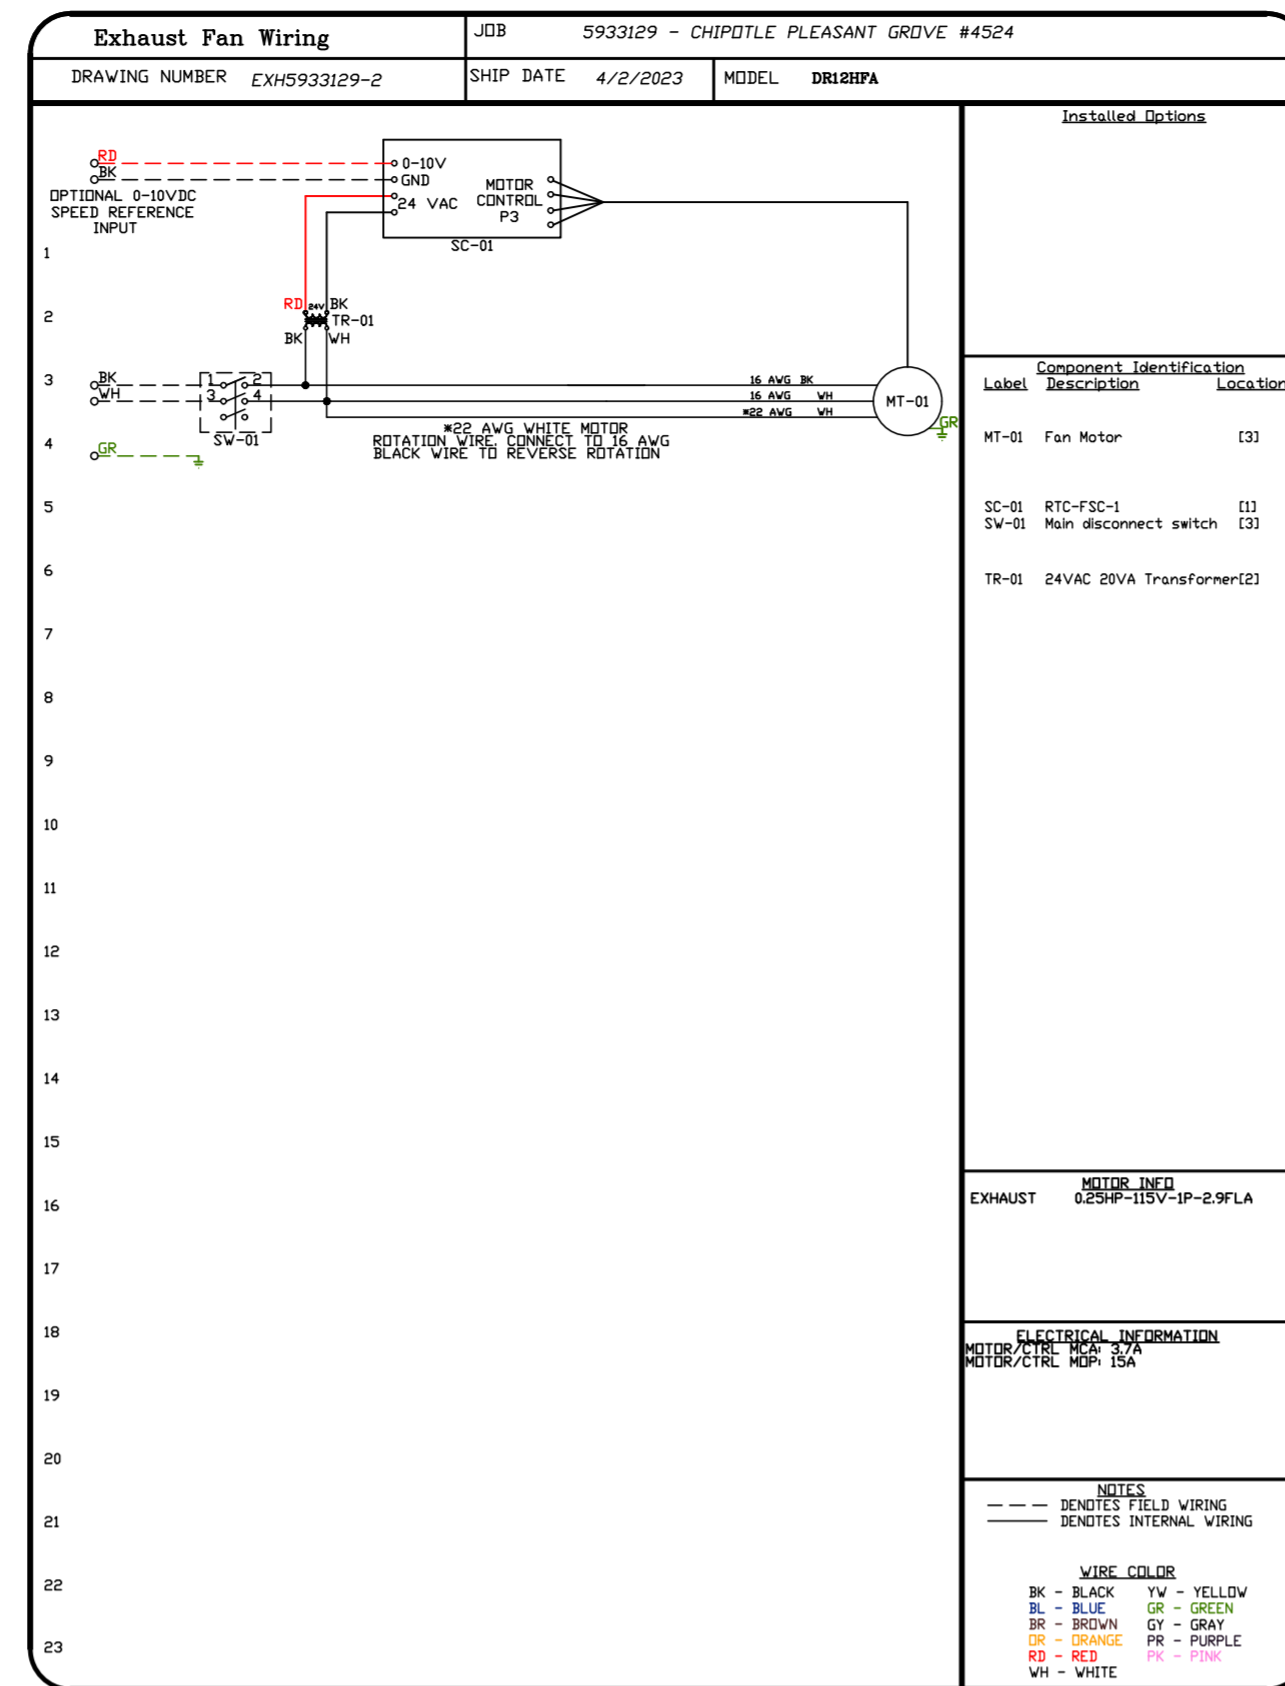 Exhaust Fan Wiring
JOB 5933129 - CHIPOTLE PLEASANT GROVE #4524
DRAWING NUMBER EXH5933129-2
SHIP DATE 4/2/2023
MODEL DR12HFA
RD
BK
OPTIONAL 0-10VDC
SPEED REFERENCE
INPUT
0-10V
GND
24 VAC
MOTOR
CONTROL
P3
SC-01
RD 24V BK
TR-01
BK WH
BK
WH
1 2
3 4
SW-01
GR
16 AWG BK
16 AWG WH
*22 AWG WH
MT-01
GR
*22 AWG WHITE MOTOR
ROTATION WIRE. CONNECT TO 16 AWG
BLACK WIRE TO REVERSE ROTATION
1
2
3
4
5
6
7
8
9
10
11
12
13
14
15
16
17
18
19
20
21
22
23
Installed Options
Component Identification
Label Description Location
MT-01 Fan Motor [3]
SC-01 RTC-FSC-1 [1]
SW-01 Main disconnect switch [3]
TR-01 24VAC 20VA Transformer[2]
MOTOR INFO
EXHAUST 0.25HP-115V-1P-2.9FLA
ELECTRICAL INFORMATION
MOTOR/CTRL MCA: 3.7A
MOTOR/CTRL MOP: 15A
NOTES
DENOTES FIELD WIRING
DENOTES INTERNAL WIRING
WIRE COLOR
BK - BLACK YW - YELLOW
BL - BLUE GR - GREEN
BR - BROWN GY - GRAY
OR - ORANGE PR - PURPLE
RD - RED PK - PINK
WH - WHITE